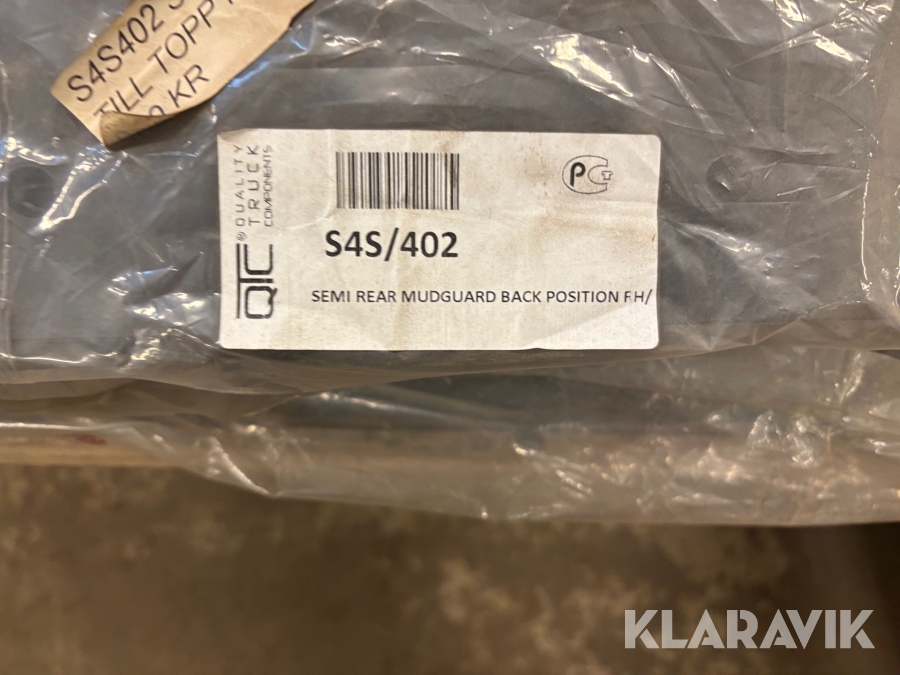 S4S402
TILL TOPP
KR
QTC®
QUALITY
TRUCK
COMPONENTS
S4S/402
SEMI REAR MUDGUARD BACK POSITION RH/
KLARAVIK